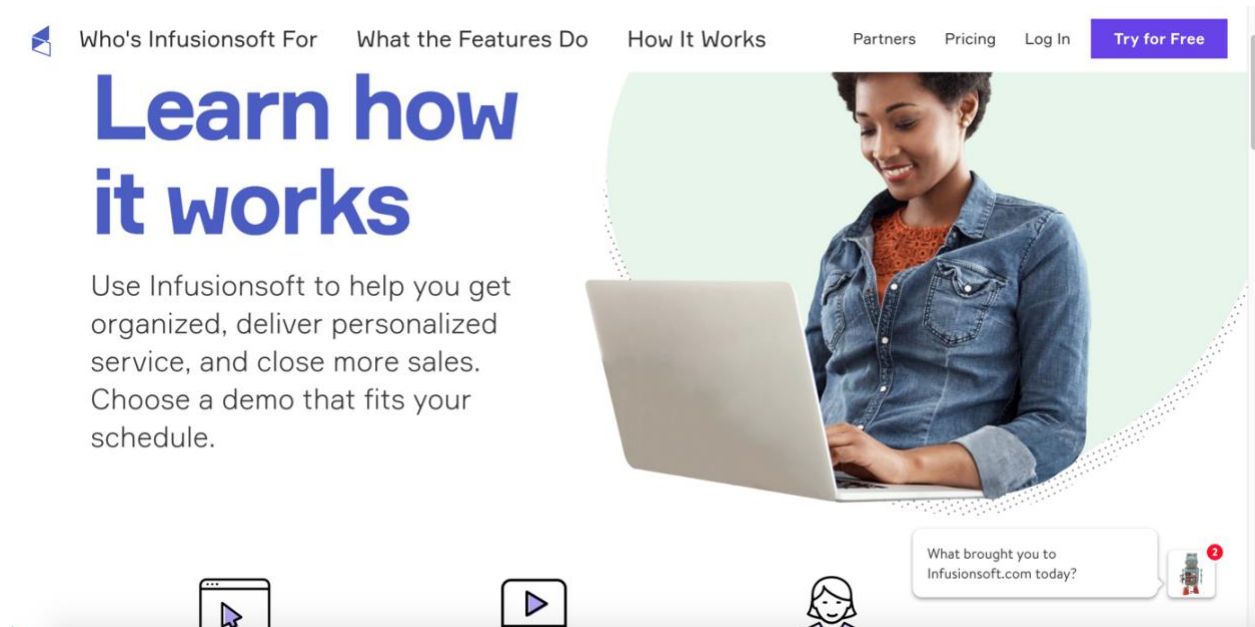 Who's Infusionsoft For
What the Features Do
How It Works
Partners
Pricing
Log In
Try for Free
Learn how
it works
Use Infusionsoft to help you get
organized, deliver personalized
service, and close more sales.
Choose a demo that fits your
schedule.
What brought you to
Infusionsoft.com today?
2